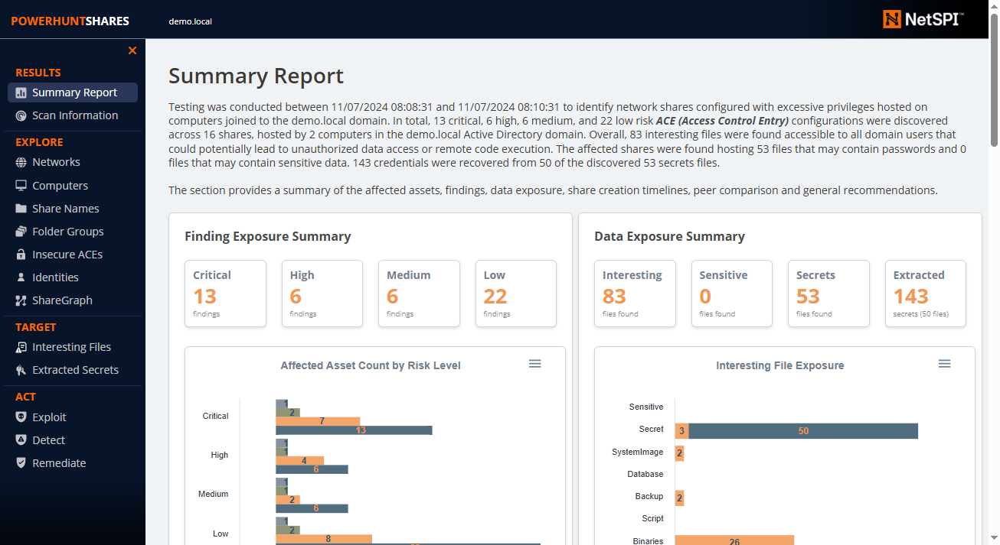 POWERHUNTSHARES
demo.local
NetSPI™
×
RESULTS
Summary Report
Scan Information
EXPLORE
Networks
Computers
Share Names
Folder Groups
Insecure ACEs
Identities
ShareGraph
TARGET
Interesting Files
Extracted Secrets
ACT
Exploit
Detect
Remediate
Summary Report
Testing was conducted between 11/07/2024 08:08:31 and 11/07/2024 08:10:31 to identify network shares configured with excessive privileges hosted on
computers joined to the demo.local domain. In total, 13 critical, 6 high, 6 medium, and 22 low risk ACE (Access Control Entry) configurations were discovered
across 16 shares, hosted by 2 computers in the demo.local Active Directory domain. Overall, 83 interesting files were found accessible to all domain users that
could potentially lead to unauthorized data access or remote code execution. The affected shares were found hosting 53 files that may contain passwords and 0
files that may contain sensitive data. 143 credentials were recovered from 50 of the discovered 53 secrets files.
The section provides a summary of the affected assets, findings, data exposure, share creation timelines, peer comparison and general recommendations.
Finding Exposure Summary
Critical
13
findings
High
6
findings
Medium
6
findings
Low
22
findings
Affected Asset Count by Risk Level
Critical
1
2
7
13
High
1
1
4
6
Medium
1
1
2
6
Low
1
2
8
Data Exposure Summary
Interesting
83
files found
Sensitive
0
files found
Secrets
53
files found
Extracted
143
secrets (50 files)
Interesting File Exposure
Sensitive
Secret 3 50
SystemImage 2
Database
Backup 2
Script
Binaries 26